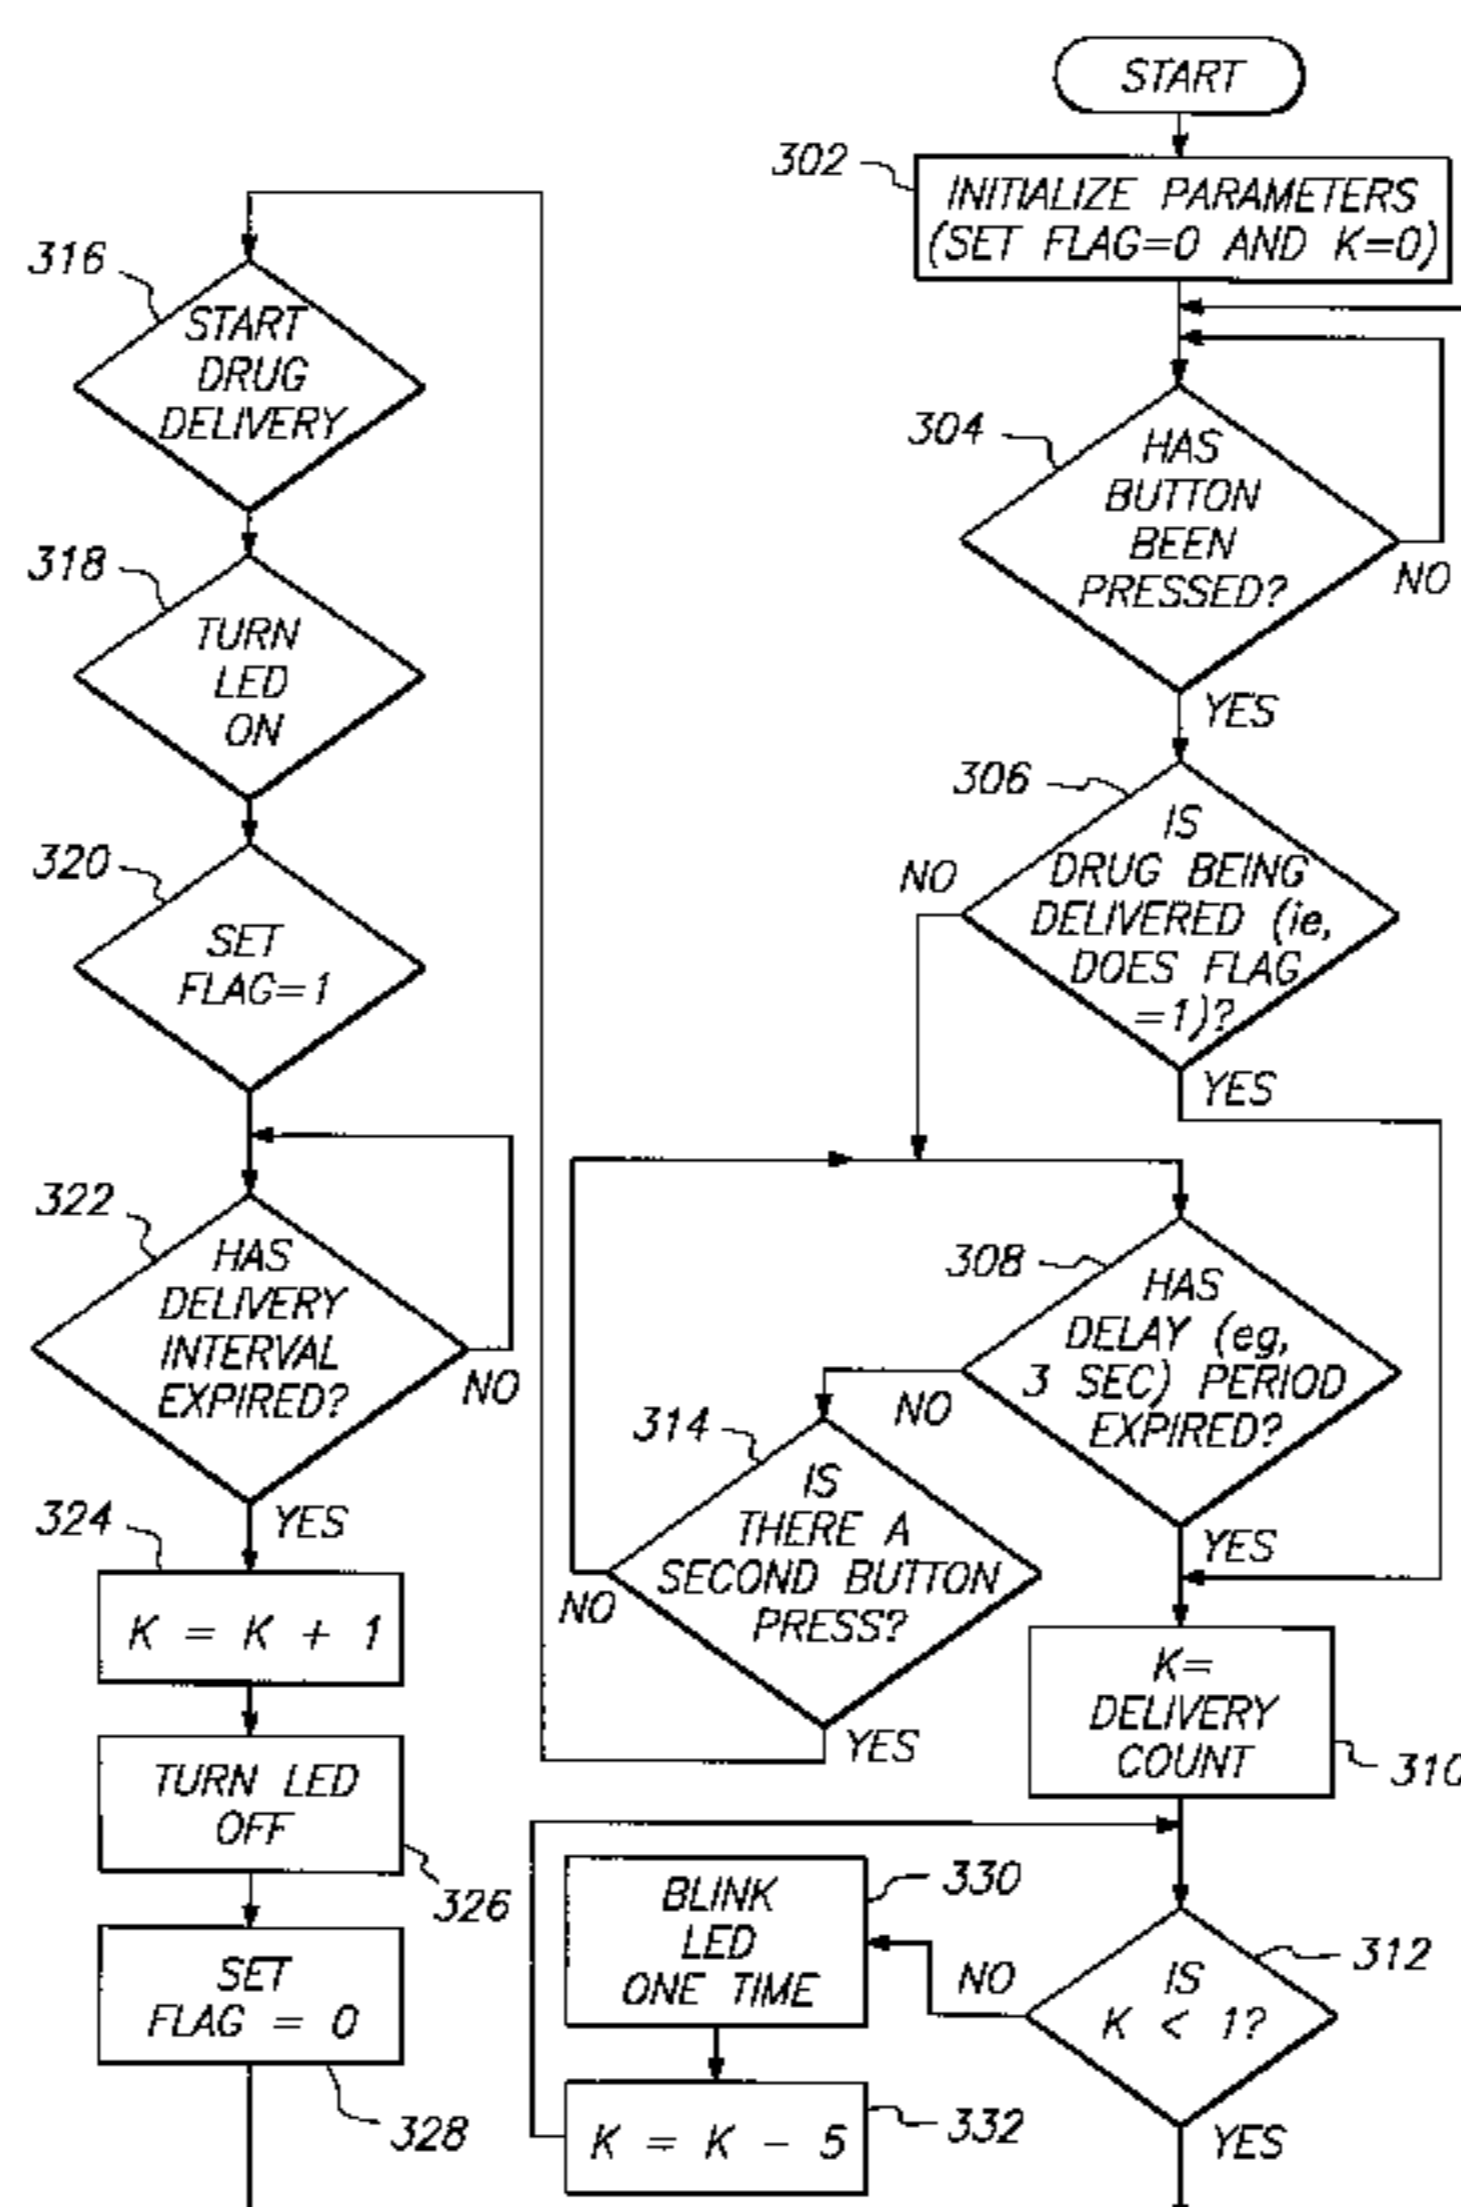 START
302
INITIALIZE PARAMETERS
(SET FLAG=0 AND K=0)
304
HAS
BUTTON
BEEN
PRESSED?
NO
YES
306
IS
DRUG BEING
DELIVERED (ie,
DOES FLAG
=1)?
NO
YES
308
HAS
DELAY (eg,
3 SEC) PERIOD
EXPIRED?
NO
YES
314
IS
THERE A
SECOND BUTTON
PRESS?
NO
YES
K=
DELIVERY
COUNT
310
312
IS
K < 1?
NO
YES
330
BLINK
LED
ONE TIME
332
K = K - 5
316
START
DRUG
DELIVERY
318
TURN
LED
ON
320
SET
FLAG=1
322
HAS
DELIVERY
INTERVAL
EXPIRED?
NO
YES
324
K = K + 1
TURN LED
OFF
326
SET
FLAG = 0
328